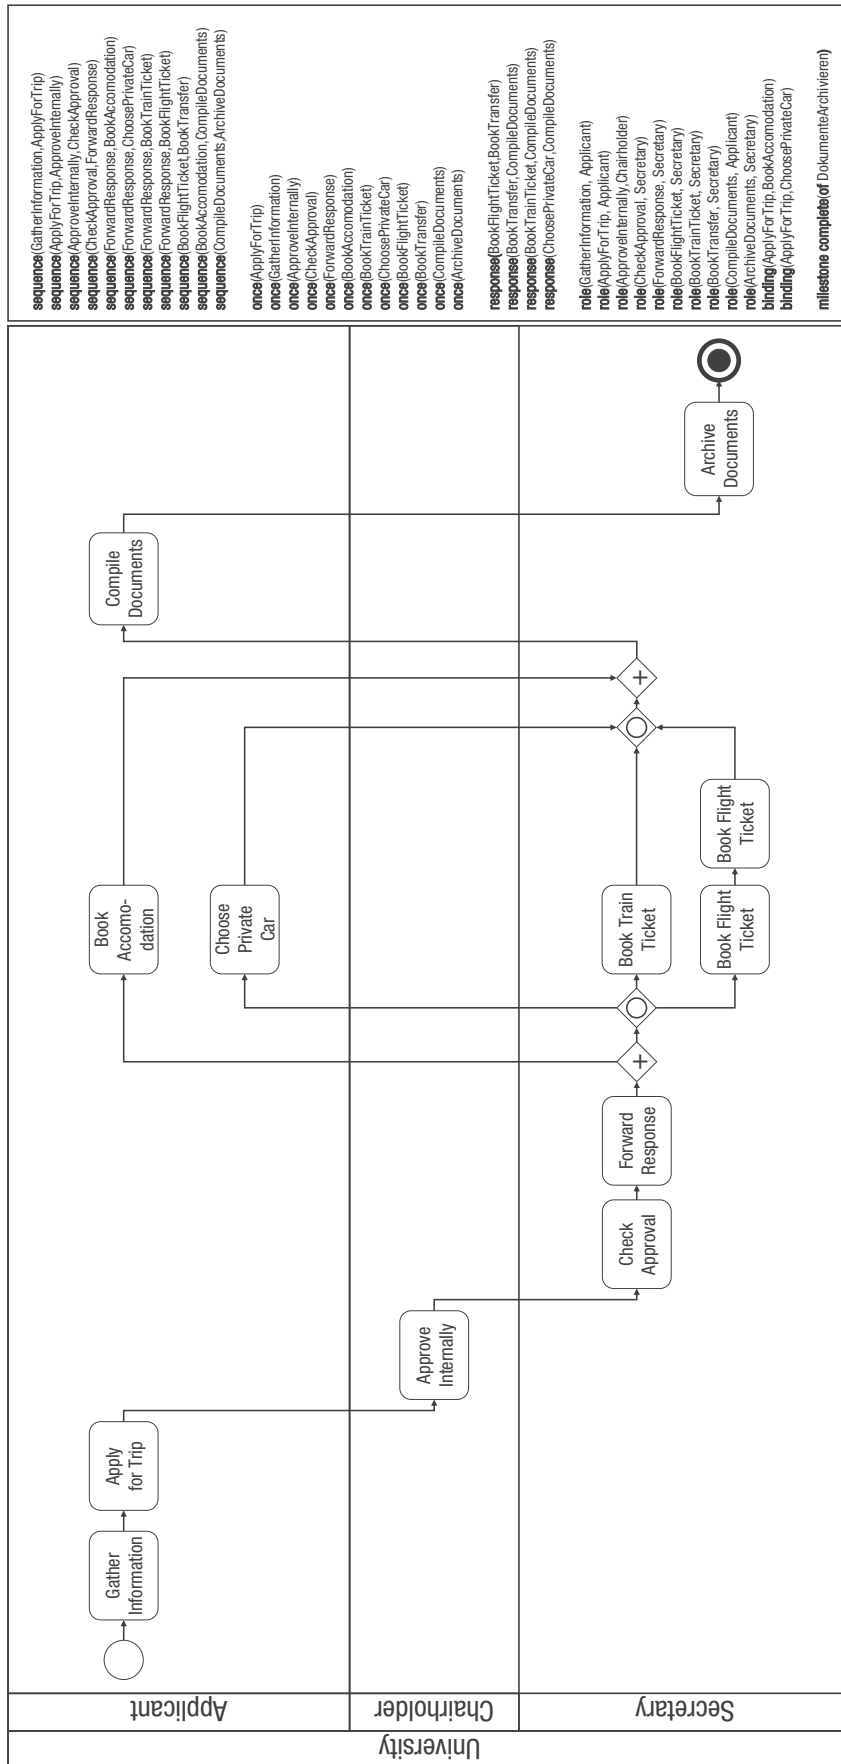 University
Applicant
Chairholder
Secretary
Gather
Information
Apply
for Trip
Approve
Internally
Check
Approval
Forward
Response
Book
Accomo-
dation
Choose
Private
Car
Book Train
Ticket
Book Flight
Ticket
Book Flight
Ticket
Compile
Documents
Archive
Documents
sequence(GatherInformation,ApplyForTrip)
sequence(ApplyForTrip,ApproveInternally)
sequence(ApproveInternally,CheckApproval)
sequence(CheckApproval,ForwardResponse)
sequence(ForwardResponse,BookAccomodation)
sequence(ForwardResponse,ChoosePrivateCar)
sequence(ForwardResponse,BookTrainTicket)
sequence(ForwardResponse,BookFlightTicket)
sequence(BookFlightTicket,BookTransfer)
sequence(BookAccomodation,CompileDocuments)
sequence(CompileDocuments,ArchiveDocuments)
once(ApplyForTrip)
once(GatherInformation)
once(ApproveInternally)
once(CheckApproval)
once(ForwardResponse)
once(BookAccomodation)
once(BookTrainTicket)
once(ChoosePrivateCar)
once(BookFlightTicket)
once(BookTransfer)
once(CompileDocuments)
once(ArchiveDocuments)
response(BookFlightTicket,BookTransfer)
response(BookTransfer,CompileDocuments)
response(BookTrainTicket,CompileDocuments)
response(ChoosePrivateCar,CompileDocuments)
role(GatherInformation, Applicant)
role(ApplyForTrip, Applicant)
role(ApproveInternally,Chairholder)
role(CheckApproval, Secretary)
role(ForwardResponse, Secretary)
role(BookFlightTicket, Secretary)
role(BookTrainTicket, Secretary)
role(BookTransfer, Secretary)
role(CompileDocuments, Applicant)
role(ArchiveDocuments, Secretary)
binding(ApplyForTrip,BookAccomodation)
binding(ApplyForTrip,ChoosePrivateCar)
milestone complete(of DokumenteArchivieren)